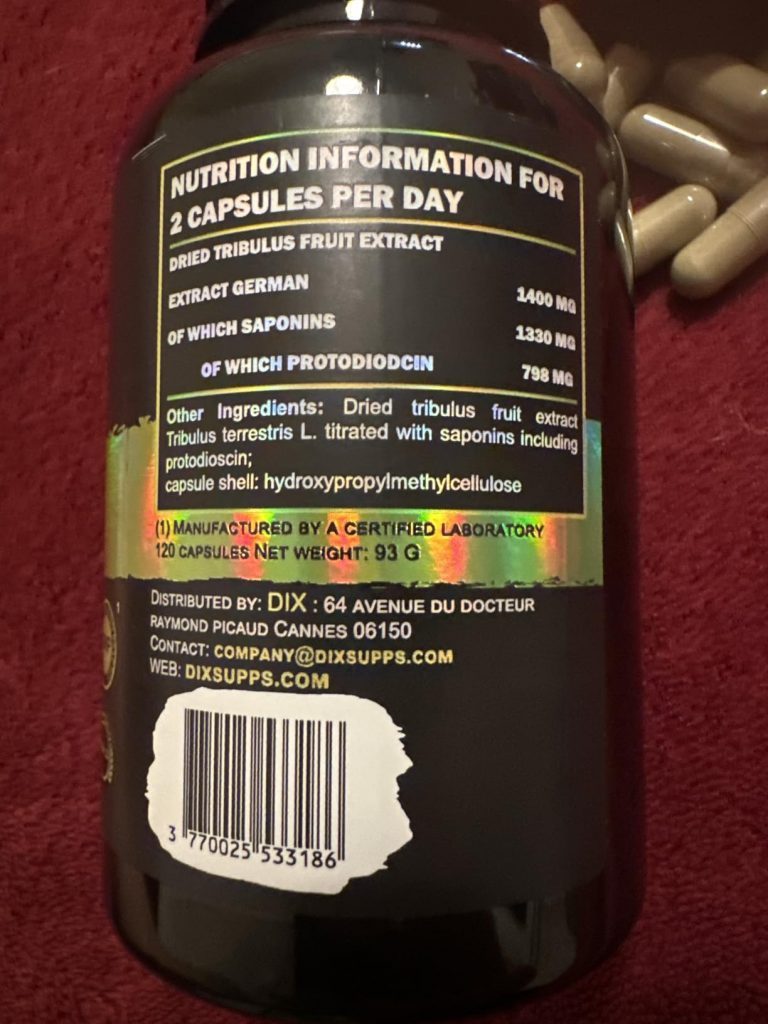 NUTRITION INFORMATION FOR
2 CAPSULES PER DAY
DRIED TRIBULUS FRUIT EXTRACT
EXTRACT GERMAN 1400 MG
OF WHICH SAPONINS 1330 MG
OF WHICH PROTODIODCIN 798 MG
Other Ingredients: Dried tribulus fruit extract
Tribulus terrestris L. titrated with saponins including
protodioscin;
capsule shell: hydroxypropylmethylcellulose
(1) MANUFACTURED BY A CERTIFIED LABORATORY
120 CAPSULES NET WEIGHT: 93 G
DISTRIBUTED BY: DIX : 64 AVENUE DU DOCTEUR
RAYMOND PICAUD CANNES 06150
CONTACT: COMPANY@DIXSUPPS.COM
WEB: DIXSUPPS.COM
3 770025 533186